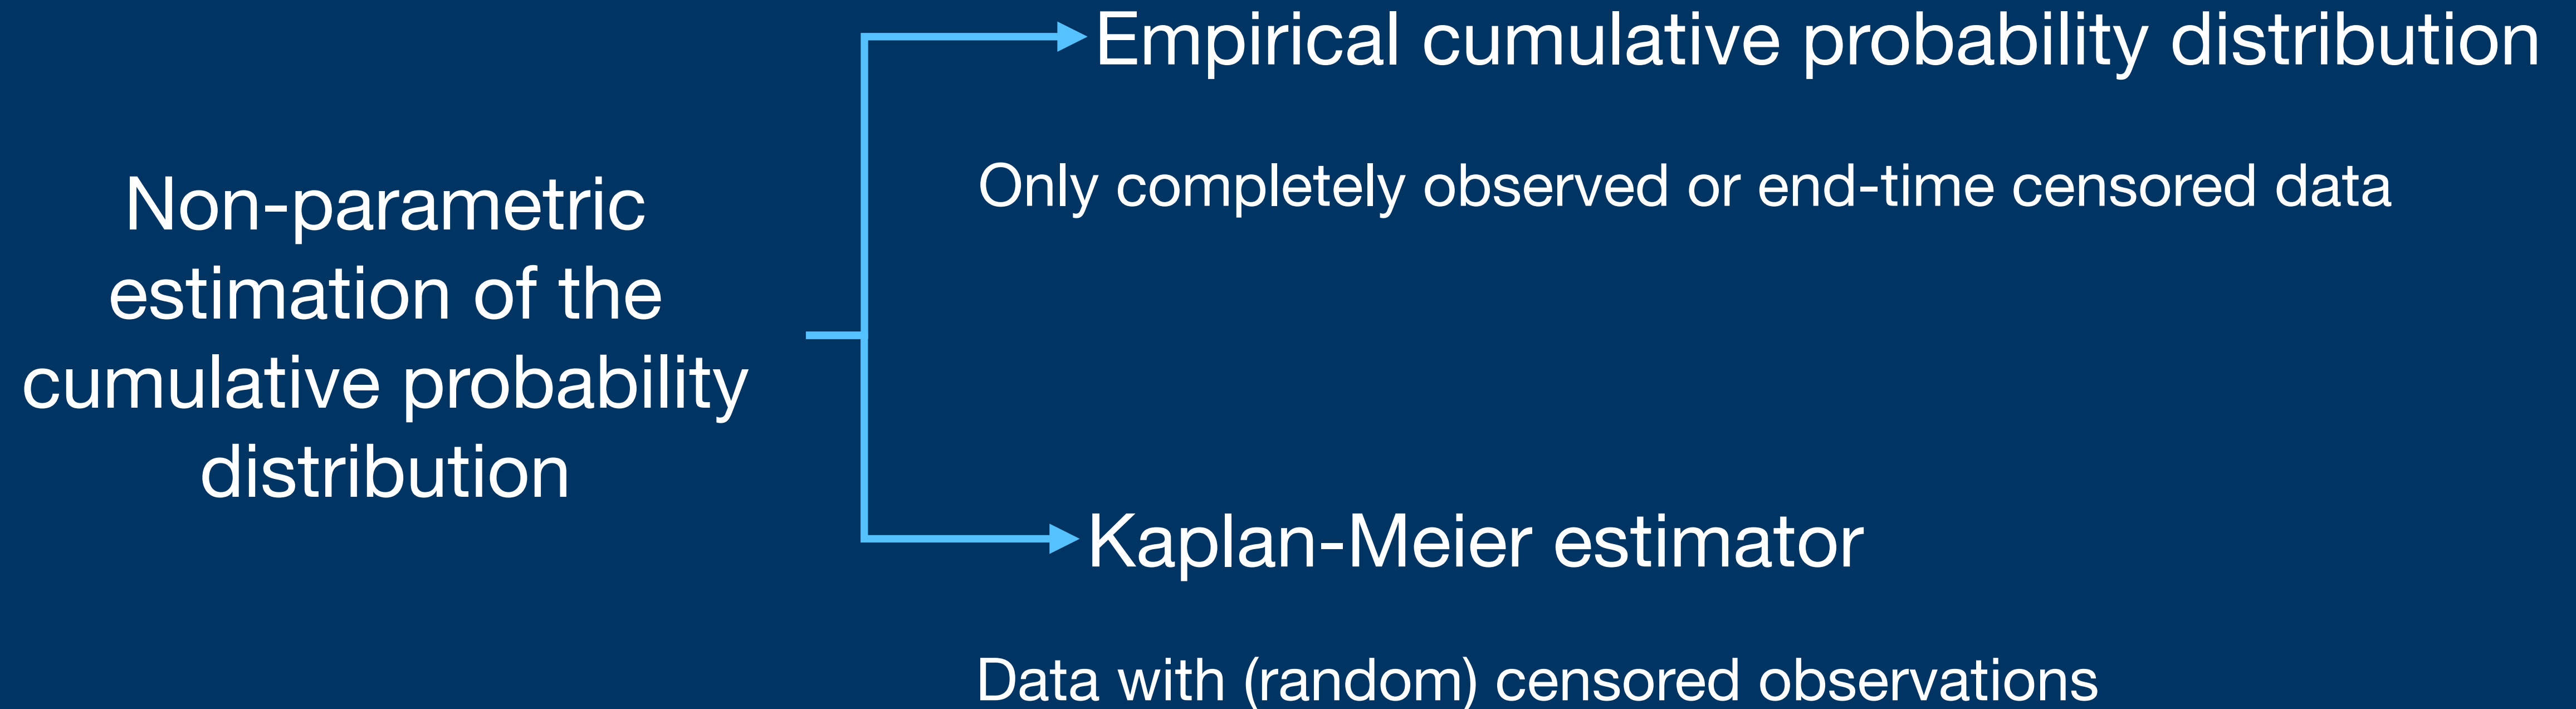 Non-parametric
estimation of the
cumulative probability
distribution
Empirical cumulative probability distribution
Only completely observed or end-time censored data
Kaplan-Meier estimator
Data with (random) censored observations